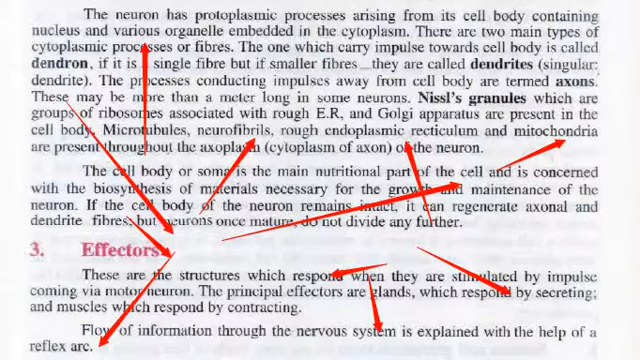 The neuron has protoplasmic processes arising from its cell body containing
nucleus and various organelle embedded in the cytoplasm. There are two main types of
cytoplasmic processes or fibres. The one which carry impulse towards cell body is called
dendron, if it is single fibre but if smaller fibres they are called dendrites (singular:
dendrite). The processes conducting impulses away from cell body are termed axons.
These may be more than a meter long in some neurons. Nissl's granules which are
groups of ribosomes associated with rough E.R, and Golgi apparatus are present in the
cell body. Microtubules, neurofibrils, rough endoplasmic recticulum and mitochondria
are present throughout the axoplasm (cytoplasm of axon) of the neuron.
The cell body or soma is the main nutritional part of the cell and is concerned
with the biosynthesis of materials necessary for the growth and maintenance of the
neuron. If the cell body of the neuron remains intact, it can regenerate axonal and
dendrite fibres, but neurons once mature, do not divide any further.
3. Effectors
These are the structures which respond when they are stimulated by impulse
coming via motor neuron. The principal effectors are glands, which respond by secreting;
and muscles which respond by contracting.
Flow of information through the nervous system is explained with the help of a
reflex arc.